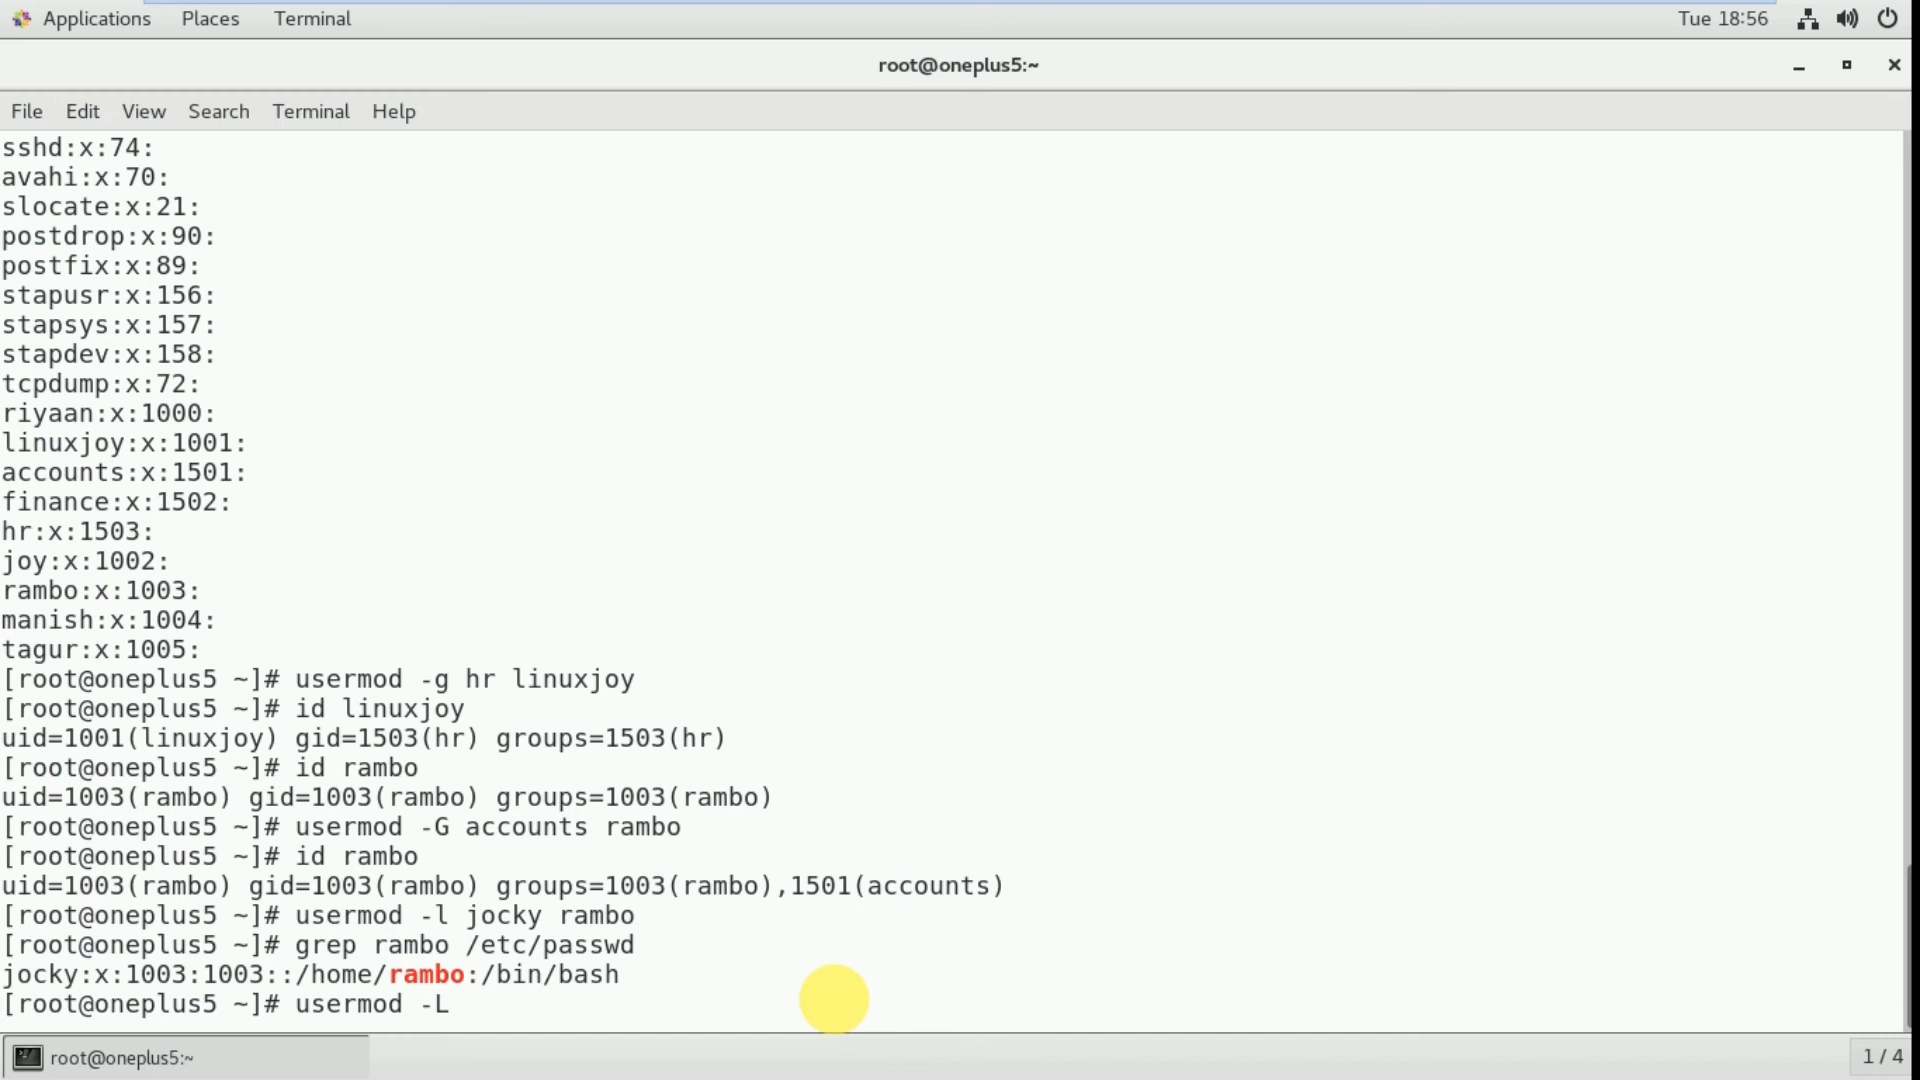 Applications Places Terminal Tue 18:56
root@oneplus5:~
File Edit View Search Terminal Help
sshd:x:74:
avahi:x:70:
slocate:x:21:
postdrop:x:90:
postfix:x:89:
stapusr:x:156:
stapsys:x:157:
stapdev:x:158:
tcpdump:x:72:
riyaan:x:1000:
linuxjoy:x:1001:
accounts:x:1501:
finance:x:1502:
hr:x:1503:
joy:x:1002:
rambo:x:1003:
manish:x:1004:
tagur:x:1005:
[root@oneplus5 ~]# usermod -g hr linuxjoy
[root@oneplus5 ~]# id linuxjoy
uid=1001(linuxjoy) gid=1503(hr) groups=1503(hr)
[root@oneplus5 ~]# id rambo
uid=1003(rambo) gid=1003(rambo) groups=1003(rambo)
[root@oneplus5 ~]# usermod -G accounts rambo
[root@oneplus5 ~]# id rambo
uid=1003(rambo) gid=1003(rambo) groups=1003(rambo),1501(accounts)
[root@oneplus5 ~]# usermod -l jocky rambo
[root@oneplus5 ~]# grep rambo /etc/passwd
jocky:x:1003:1003::/home/rambo:/bin/bash
[root@oneplus5 ~]# usermod -L
root@oneplus5:~ 1 / 4